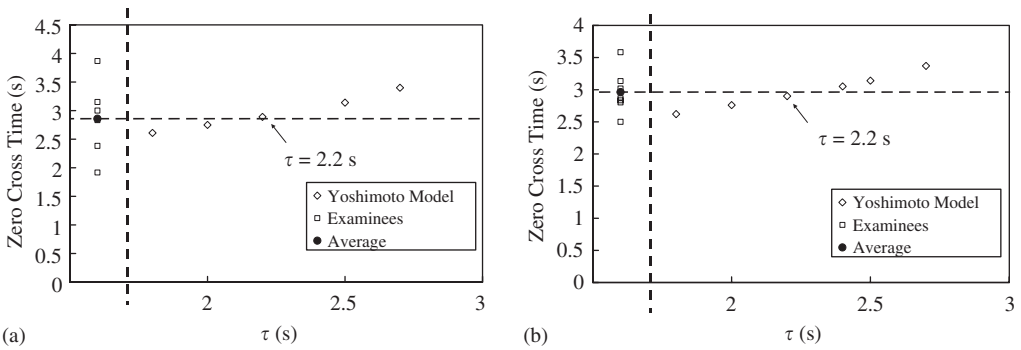 4.5
4
3.5
3
2.5
2
1.5
1
0.5
0
Zero Cross Time (s)
τ = 2.2 s
Yoshimoto Model
Examinees
Average
2
2.5
3
τ (s)
(a)
4
3.5
3
2.5
2
1.5
1
0.5
0
Zero Cross Time (s)
τ = 2.2 s
Yoshimoto Model
Examinees
Average
2
2.5
3
τ (s)
(b)